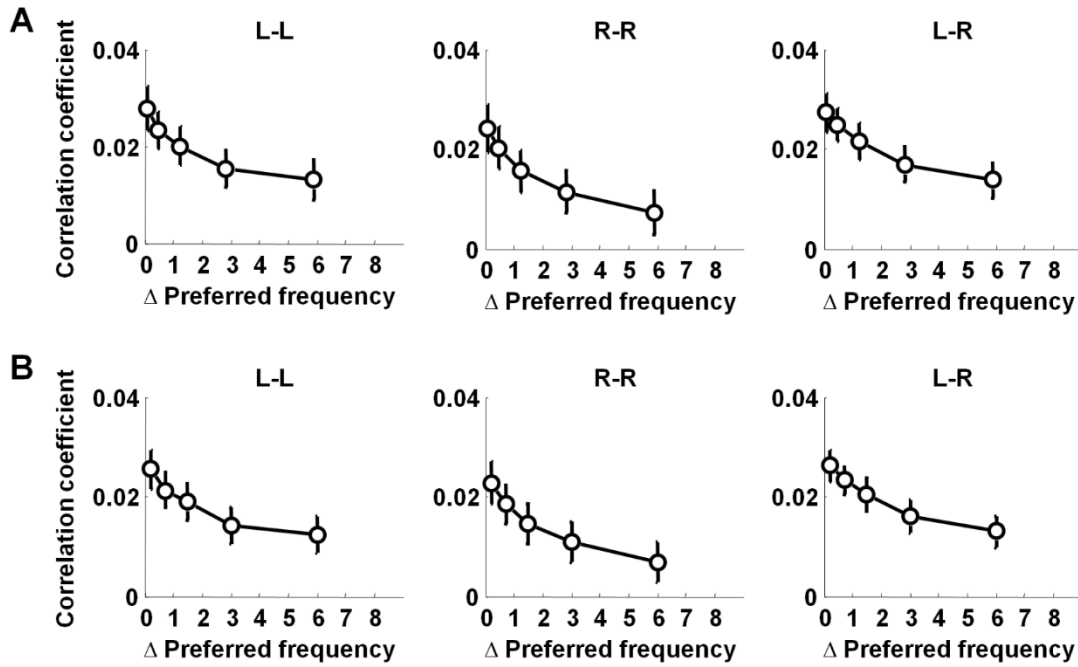 A
L-L
R-R
L-R
Correlation coefficient
0.04
0.02
0
0 1 2 3 4 5 6 7 8
Δ Preferred frequency
0.04
0.02
0
0 1 2 3 4 5 6 7 8
Δ Preferred frequency
0.04
0.02
0
0 1 2 3 4 5 6 7 8
Δ Preferred frequency
B
L-L
R-R
L-R
Correlation coefficient
0.04
0.02
0
0 1 2 3 4 5 6 7 8
Δ Preferred frequency
0.04
0.02
0
0 1 2 3 4 5 6 7 8
Δ Preferred frequency
0.04
0.02
0
0 1 2 3 4 5 6 7 8
Δ Preferred frequency